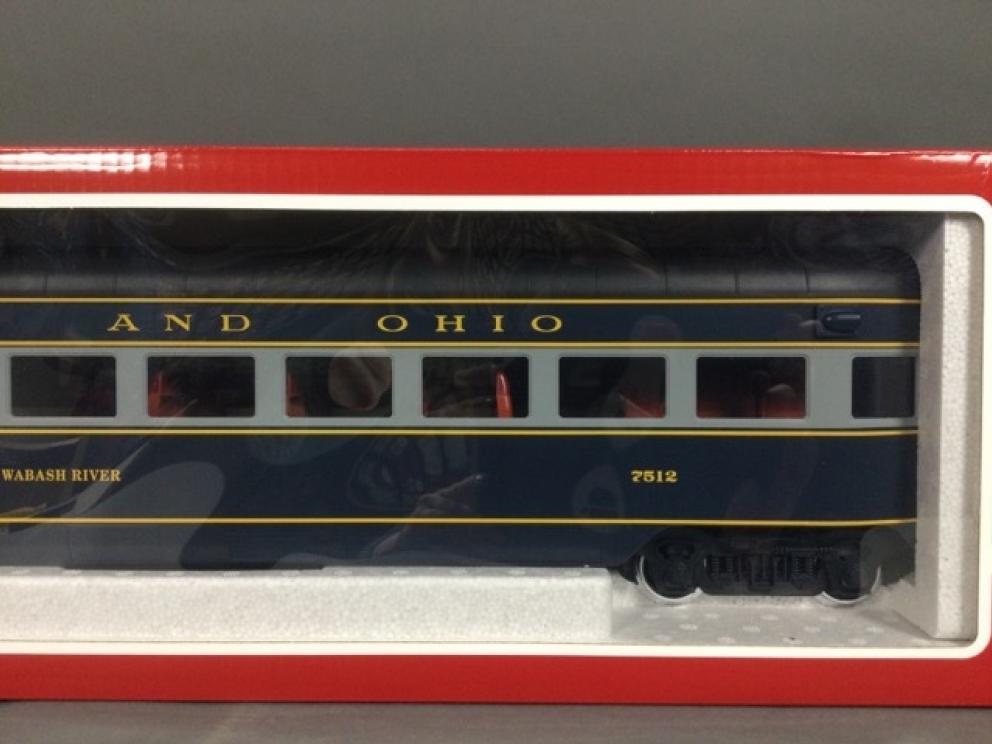 AND OHIO
WABASH RIVER 7512